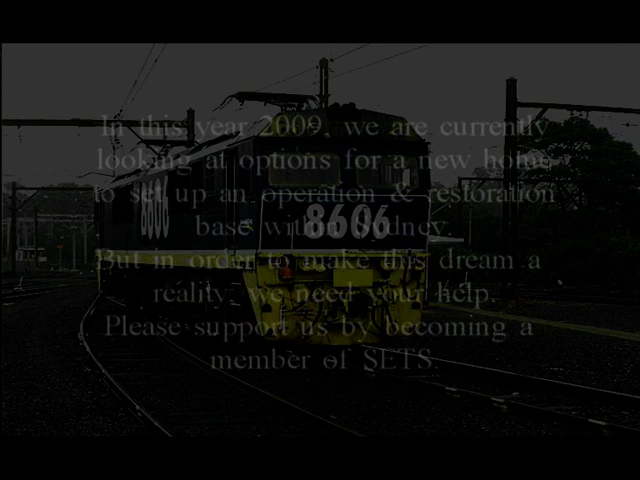 In this year 2009, we are currently
looking at options for a new home
to set up an operation & restoration
base within Sydney.
But in order to make this dream a
reality, we need your help.
Please support us by becoming a
member of SETS.
8606
8606